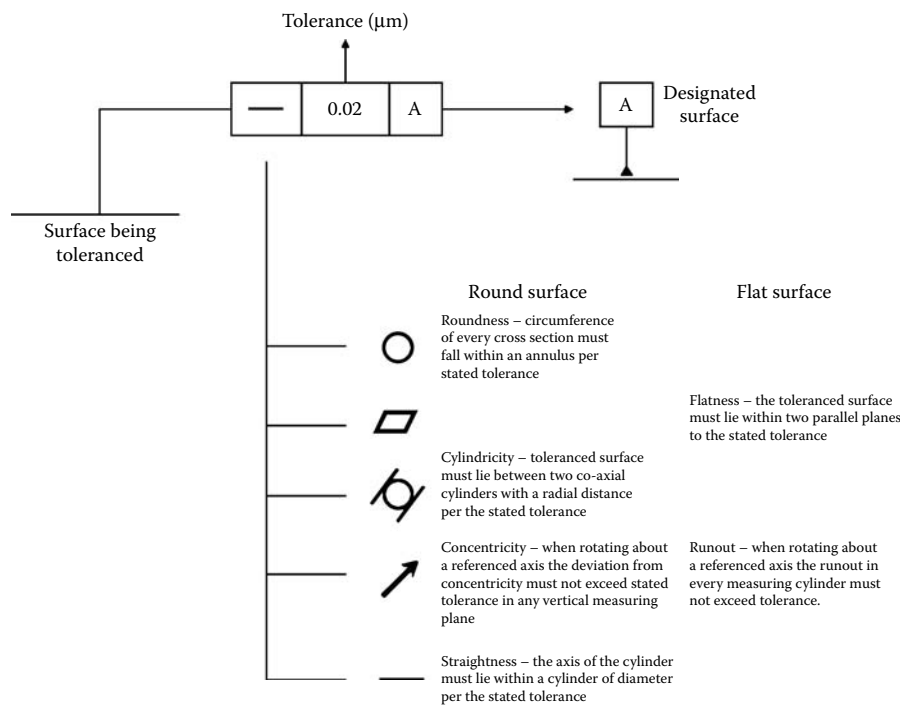 Tolerance (μm)
0.02
A
A
Designated
surface
Surface being
toleranced
Round surface
Flat surface
Roundness – circumference
of every cross section must
fall within an annulus per
stated tolerance
Flatness – the toleranced surface
must lie within two parallel planes
to the stated tolerance
Cylindricity – toleranced surface
must lie between two co-axial
cylinders with a radial distance
per the stated tolerance
Concentricity – when rotating about
a referenced axis the deviation from
concentricity must not exceed stated
tolerance in any vertical measuring
plane
Runout – when rotating about
a referenced axis the runout in
every measuring cylinder must
not exceed tolerance.
Straightness – the axis of the cylinder
must lie within a cylinder of diameter
per the stated tolerance